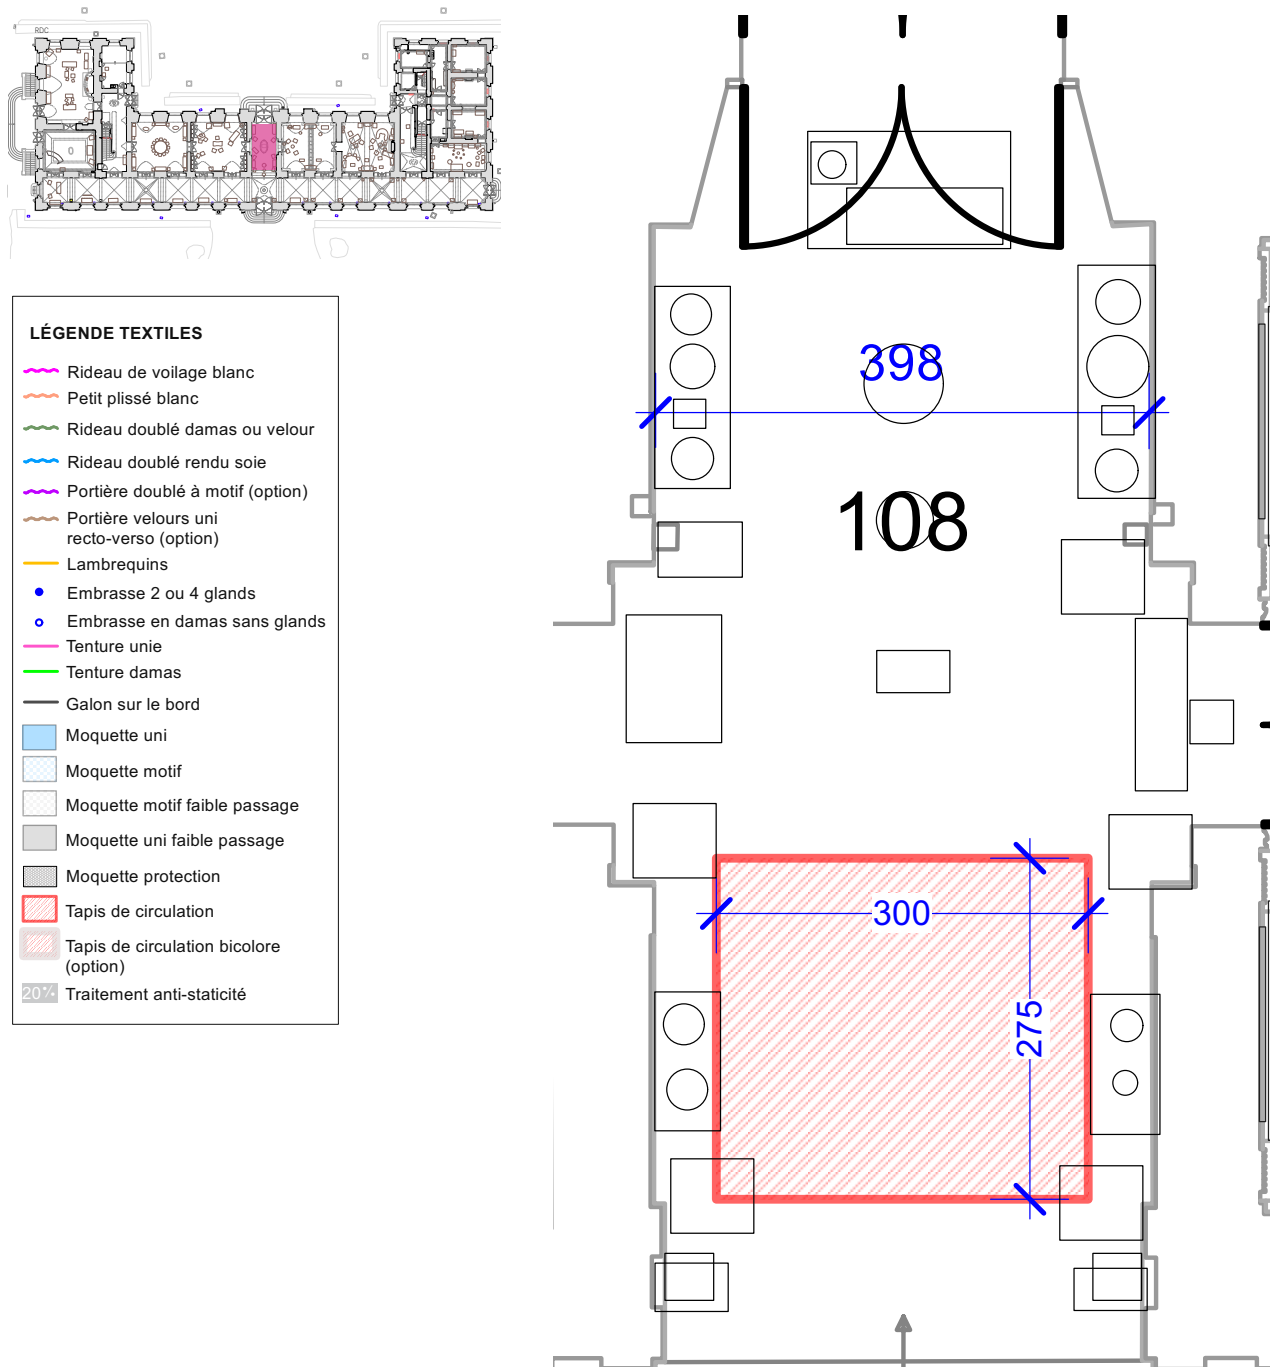 RDC
LÉGENDE TEXTILES
Rideau de voilage blanc
Petit plissé blanc
Rideau doublé damas ou velour
Rideau doublé rendu soie
Portière doublé à motif (option)
Portière velours uni
recto-verso (option)
Lambrequins
Embrasse 2 ou 4 glands
Embrasse en damas sans glands
Tenture unie
Tenture damas
Galon sur le bord
Moquette uni
Moquette motif
Moquette motif faible passage
Moquette uni faible passage
Moquette protection
Tapis de circulation
Tapis de circulation bicolore
(option)
Traitement anti-staticité
398
108
300
275